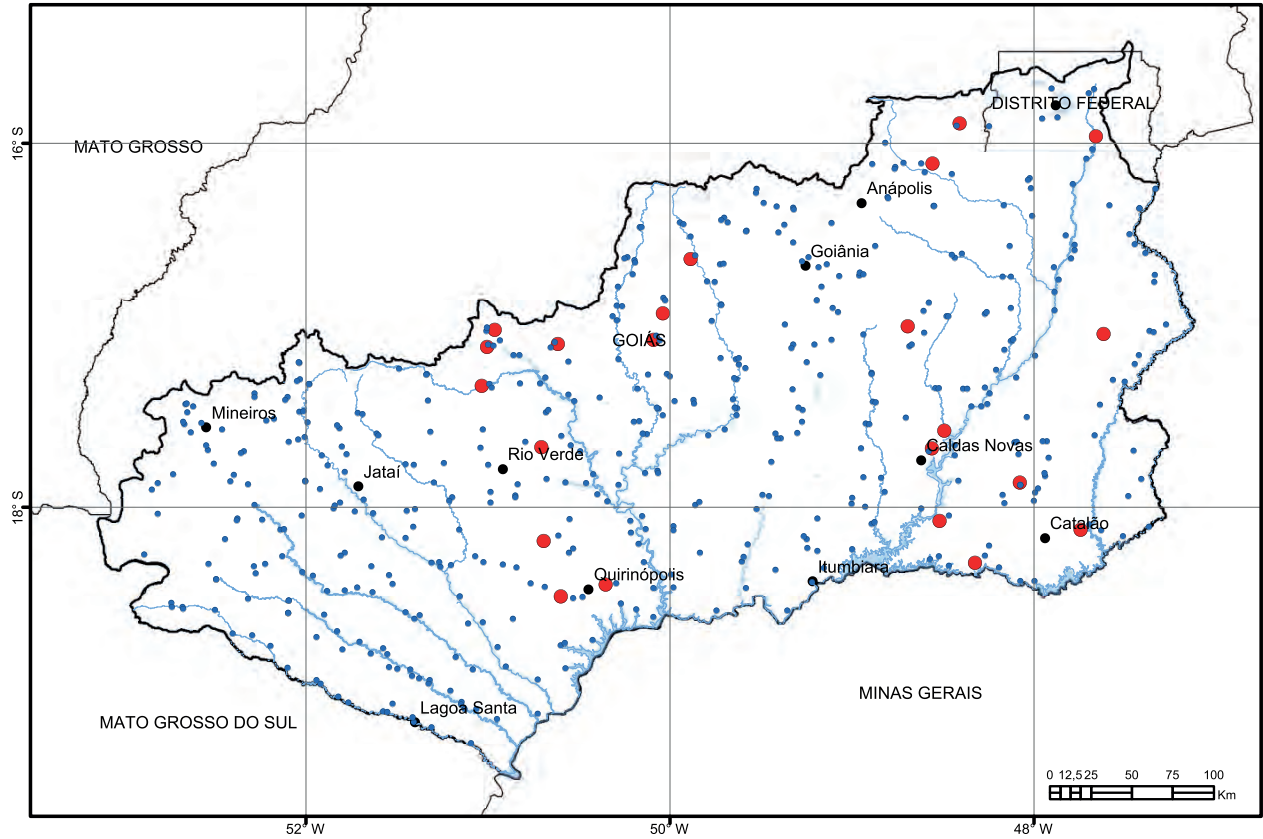 DISTRITO FEDERAL
16° S
MATO GROSSO
Anápolis
Goiânia
GOIÁS
Mineiros
Caldas Novas
Rio Verde
Jataí
18° S
Catalão
Itumbiara
Quirinópolis
MINAS GERAIS
Lagoa Santa
MATO GROSSO DO SUL
0 12,5 25 50 75 100
Km
52° W 50° W 48° W